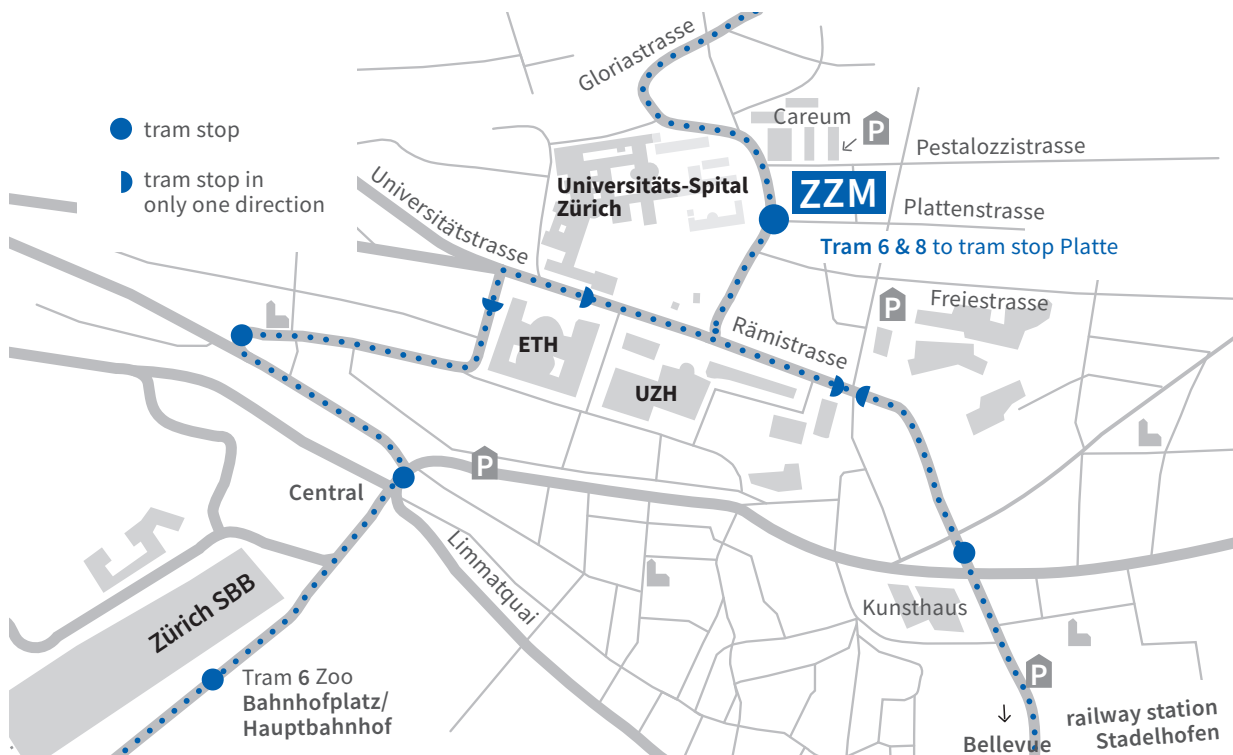 Gloriastrasse
tram stop
tram stop in
only one direction
Careum
P
Pestalozzistrasse
Universitätstrasse
Universitäts-Spital
Zürich
ZZM
Plattenstrasse
Tram 6 & 8 to tram stop Platte
P
Freiestrasse
Rämistrasse
ETH
UZH
P
Central
Limmatquai
Zürich SBB
Kunsthaus
Tram 6 Zoo
Bahnhofplatz/
Hauptbahnhof
P
railway station
Stadelhofen
Bellevue